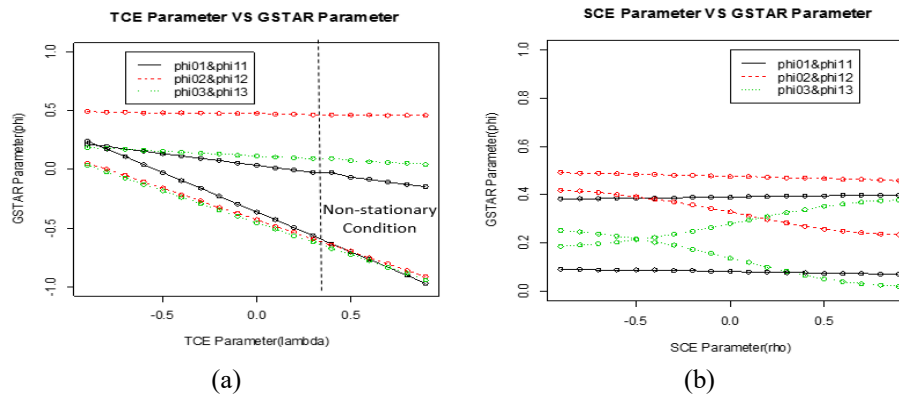 TCE Parameter VS GSTAR Parameter
1.0
0.5
0.0
-0.5
-1.0
GSTAR Parameter(phi)
phi01&phi11
phi02&phi12
phi03&phi13
Non-stationary
Condition
-0.5
0.0
0.5
TCE Parameter(lambda)
(a)
SCE Parameter VS GSTAR Parameter
1.0
0.8
0.6
0.4
0.2
0.0
GSTAR Parameter(phi)
phi01&phi11
phi02&phi12
phi03&phi13
-0.5
0.0
0.5
SCE Parameter(rho)
(b)